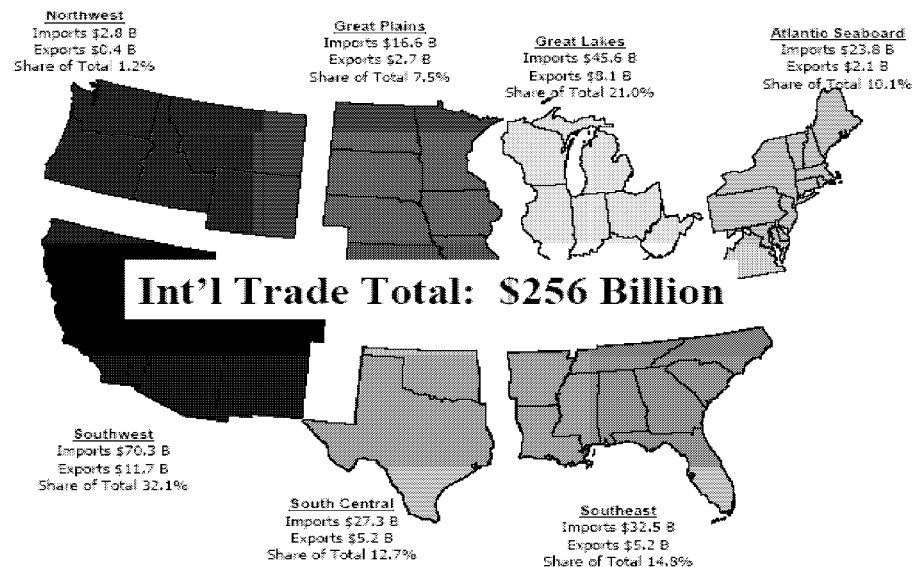 Northwest
Imports $2.8 B
Exports $0.4 B
Share of Total 1.2%
Great Plains
Imports $16.6 B
Exports $2.7 B
Share of Total 7.5%
Great Lakes
Imports $45.6 B
Exports $8.1 B
Share of Total 21.0%
Atlantic Seaboard
Imports $23.8 B
Exports $2.1 B
Share of Total 10.1%
Int'l Trade Total: $256 Billion
Southwest
Imports $70.3 B
Exports $11.7 B
Share of Total 32.1%
South Central
Imports $27.3 B
Exports $5.2 B
Share of Total 12.7%
Southeast
Imports $32.5 B
Exports $5.2 B
Share of Total 14.8%